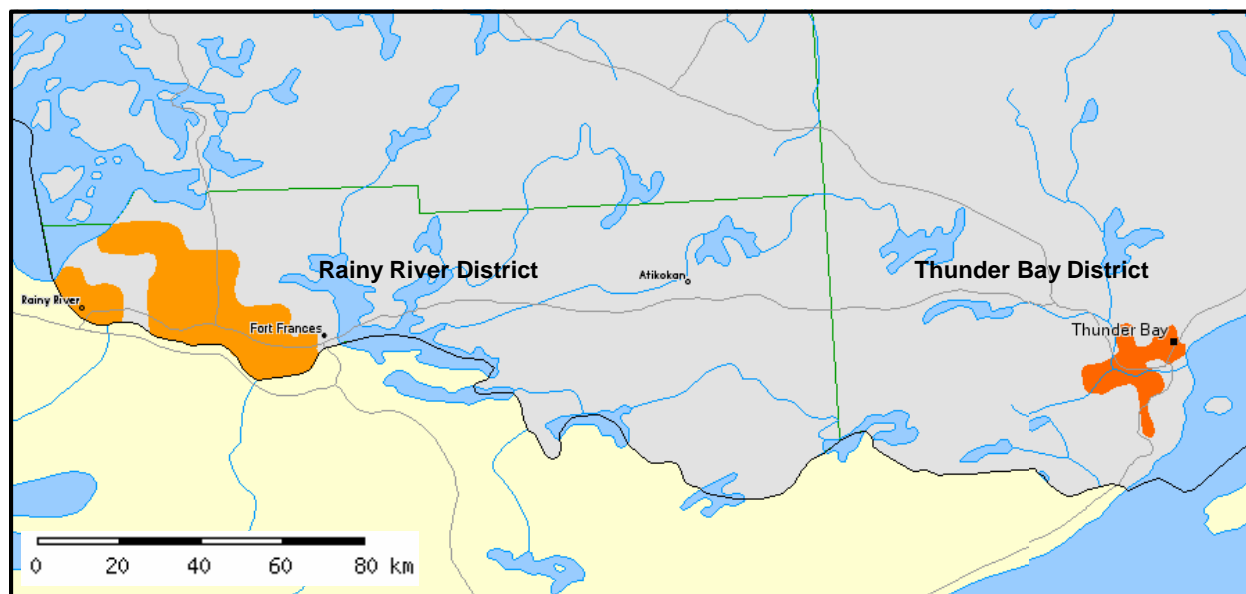 Rainy River District
Thunder Bay District
Atikokan
Rainy River
Fort Frances
Thunder Bay
0 20 40 60 80 km